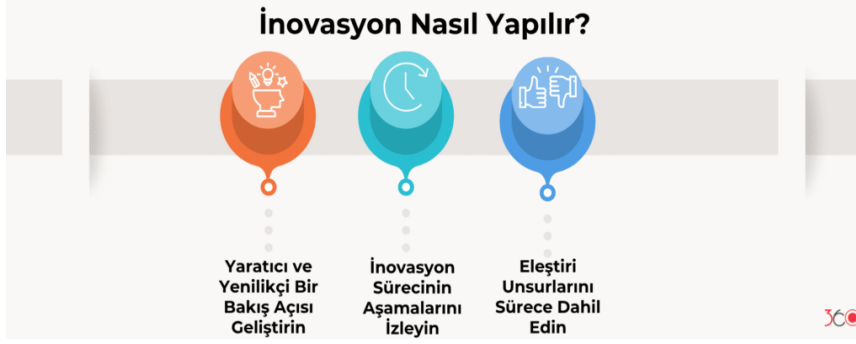 İnovasyon Nasıl Yapılır?
Yaratıcı ve
Yenilikçi Bir
Bakış Açısı
Geliştirin
İnovasyon
Sürecinin
Aşamalarını
İzleyin
Eleştiri
Unsurlarını
Sürece Dahil
Edin
360